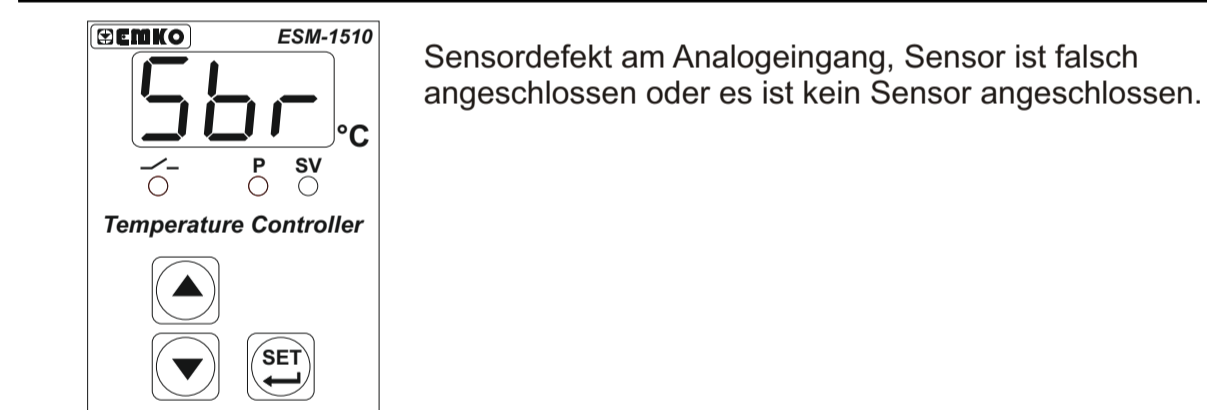 EMKO ESM-1510
Sbr
°C
P SV
Temperature Controller
SET
Sensordefekt am Analogeingang, Sensor ist falsch
angeschlossen oder es ist kein Sensor angeschlossen.